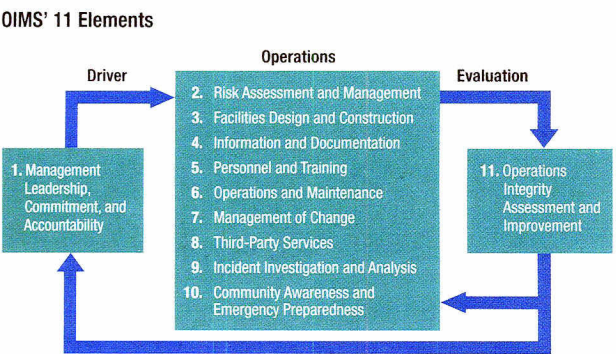 OIMS' 11 Elements
Operations
Driver
Evaluation
1. Management
Leadership,
Commitment, and
Accountability
2. Risk Assessment and Management
3. Facilities Design and Construction
4. Information and Documentation
5. Personnel and Training
6. Operations and Maintenance
7. Management of Change
8. Third-Party Services
9. Incident Investigation and Analysis
10. Community Awareness and
Emergency Preparedness
11. Operations
Integrity
Assessment and
Improvement